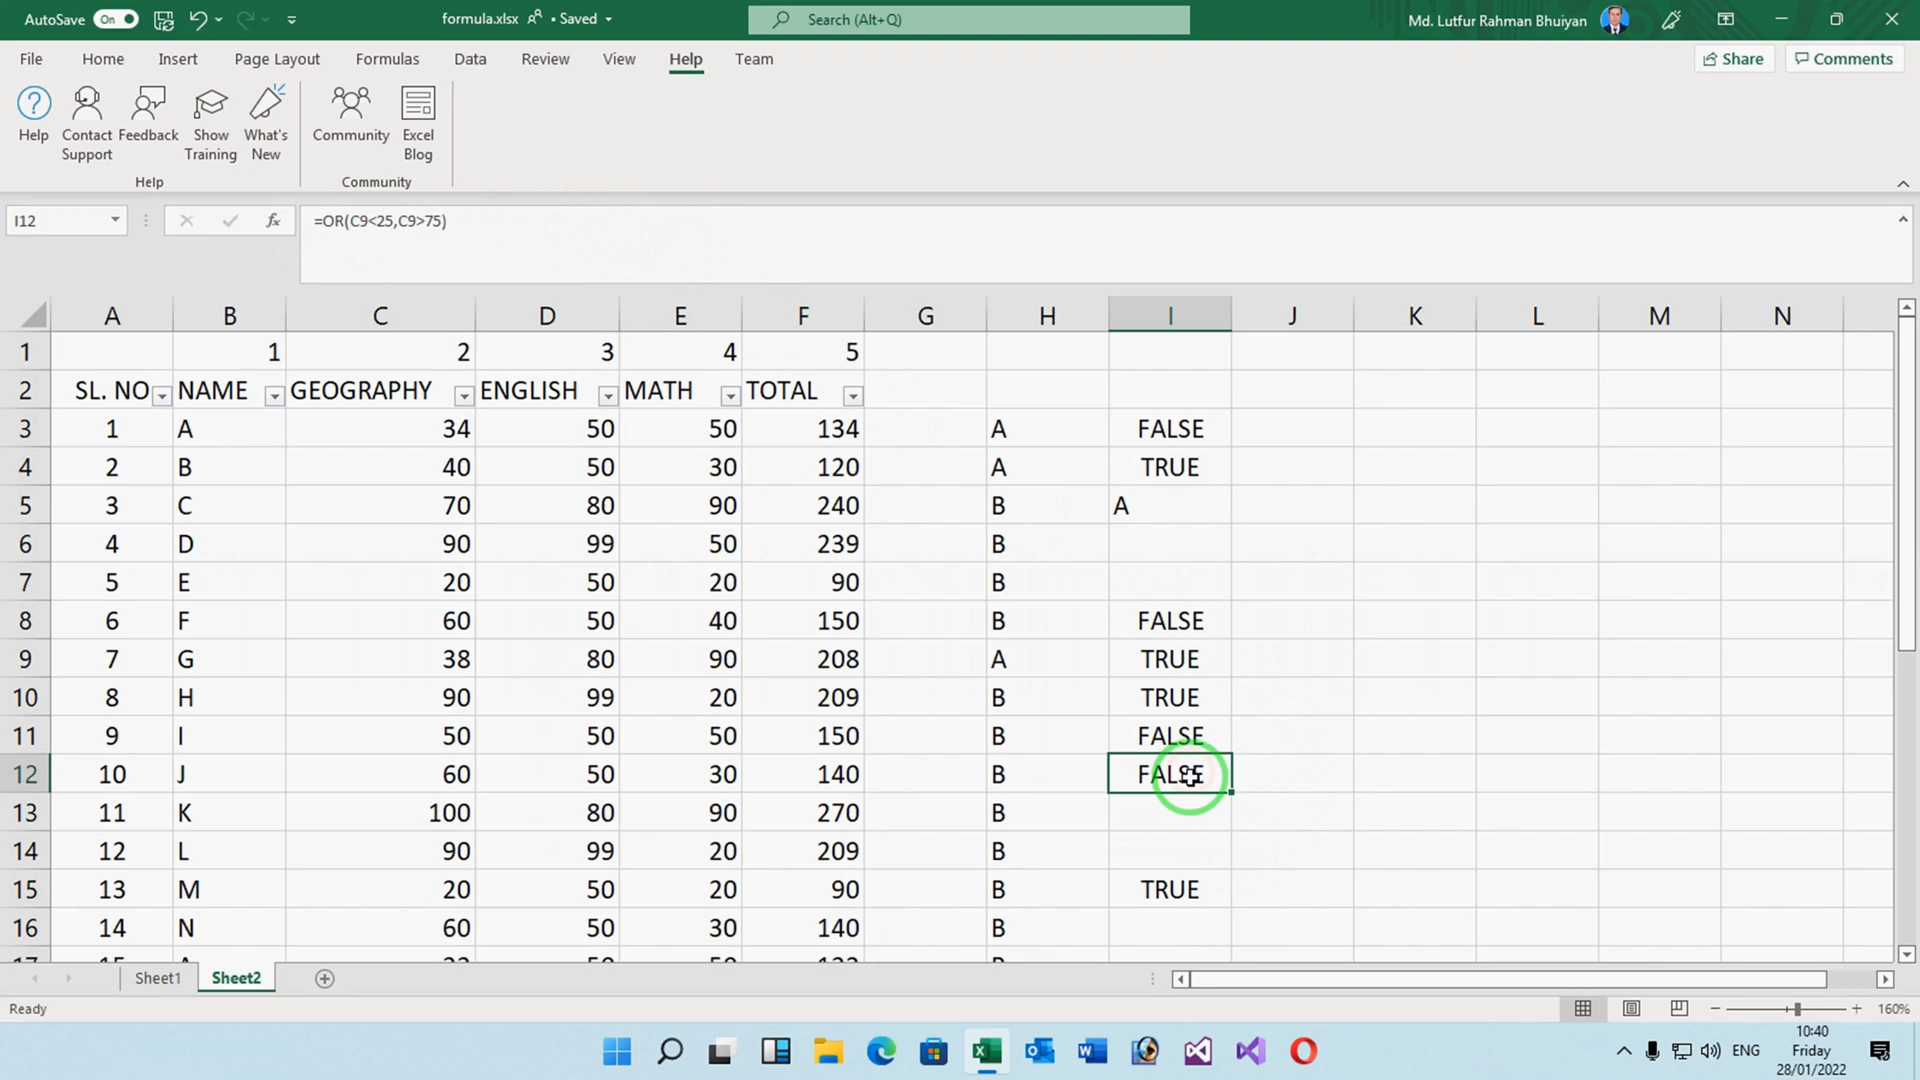 AutoSave On formula.xlsx • Saved Search (Alt+Q) Md. Lutfur Rahman Bhuiyan
File Home Insert Page Layout Formulas Data Review View Help Team Share Comments
Help Contact Support Feedback Show Training What's New Community Excel Blog
Help Community
I12 fx =OR(C9<25,C9>75)
A B C D E F G H I J K L M N
1 1 2 3 4 5
2 SL. NO NAME GEOGRAPHY ENGLISH MATH TOTAL
3 1 A 34 50 50 134 A FALSE
4 2 B 40 50 30 120 A TRUE
5 3 C 70 80 90 240 B A
6 4 D 90 99 50 239 B
7 5 E 20 50 20 90 B
8 6 F 60 50 40 150 B FALSE
9 7 G 38 80 90 208 A TRUE
10 8 H 90 99 20 209 B TRUE
11 9 I 50 50 50 150 B FALSE
12 10 J 60 50 30 140 B FALSE
13 11 K 100 80 90 270 B
14 12 L 90 99 20 209 B
15 13 M 20 50 20 90 B TRUE
16 14 N 60 50 30 140 B
Sheet1 Sheet2
Ready 160%
ENG 10:40
Friday
28/01/2022